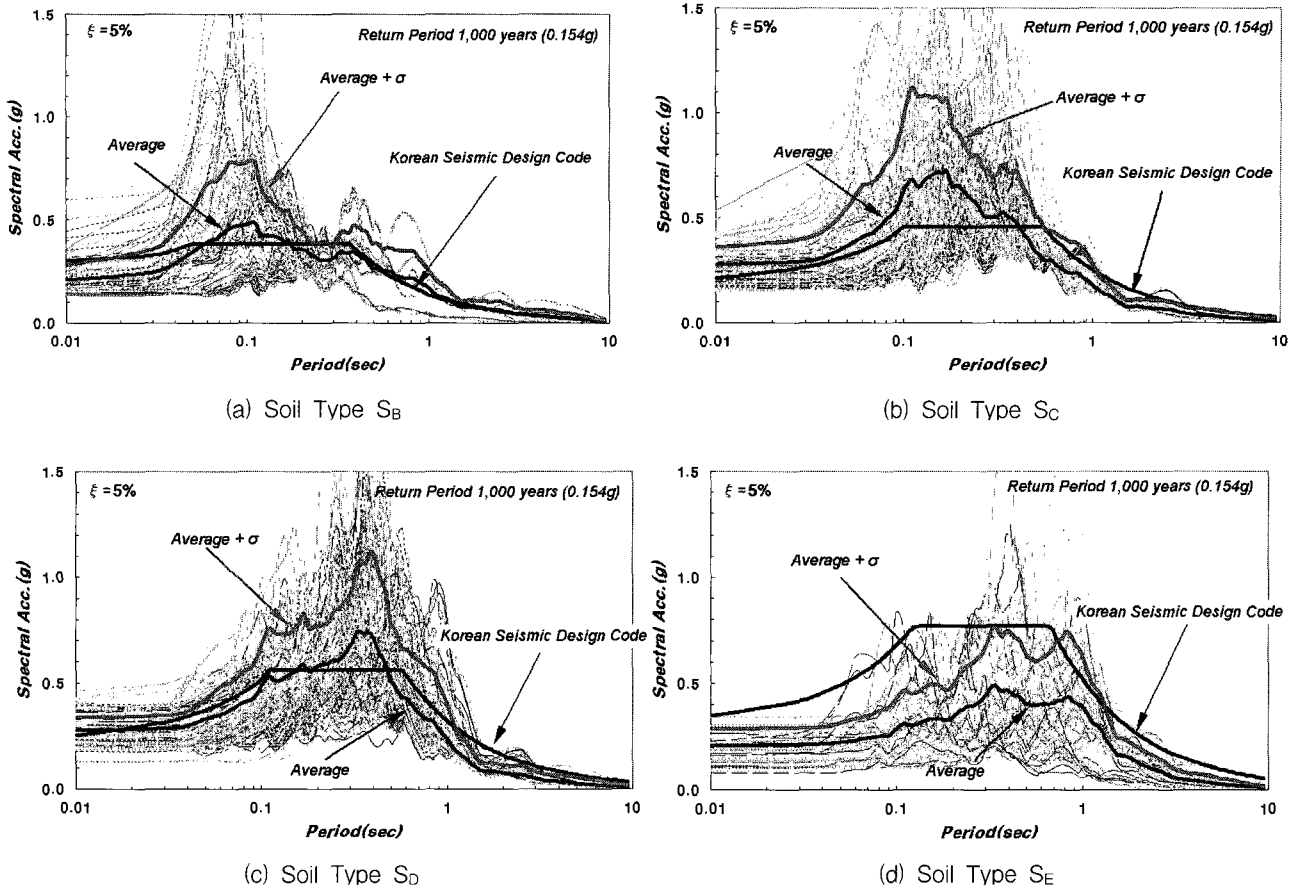 1.5
ξ =5%
Return Period 1,000 years (0.154g)
Average + σ
1.0
Average
Korean Seismic Design Code
Spectral Acc.(g)
0.5
0.0
0.01
0.1
1
10
Period(sec)
(a) Soil Type SB
1.5
ξ =5%
Return Period 1,000 years (0.154g)
Average + σ
1.0
Average
Korean Seismic Design Code
Spectral Acc.(g)
0.5
0.0
0.01
0.1
1
10
Period(sec)
(b) Soil Type SC
1.5
ξ =5%
Return Period 1,000 years (0.154g)
Average + σ
1.0
Korean Seismic Design Code
Spectral Acc.(g)
0.5
Average
0.0
0.01
0.1
1
10
Period(sec)
(c) Soil Type SD
1.5
ξ =5%
Return Period 1,000 years (0.154g)
Average + σ
1.0
Korean Seismic Design Code
Spectral Acc.(g)
0.5
Average
0.0
0.01
0.1
1
10
Period(sec)
(d) Soil Type SE